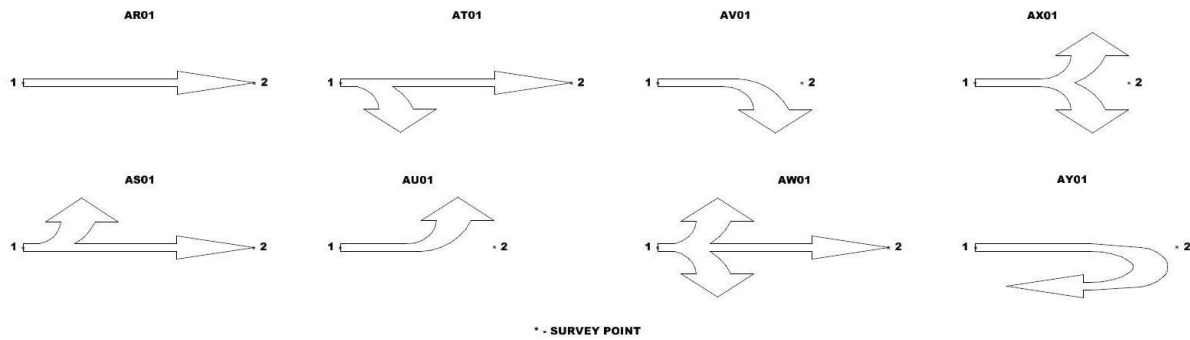 AR01
AT01
AV01
AX01
1 2
1 2
1 2
1 2
AS01
AU01
AW01
AY01
1 2
1 2
1 2
1 2
* - SURVEY POINT